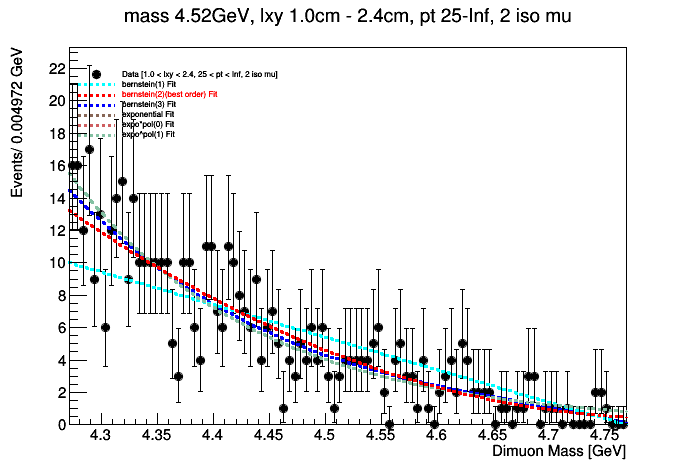 mass 4.52GeV, lxy 1.0cm - 2.4cm, pt 25-Inf, 2 iso mu
Events/ 0.004972 GeV
22
20
18
16
14
12
10
8
6
4
2
0
Data [1.0 < lxy < 2.4, 25 < pt < Inf, 2 iso mu]
bernstein(1) Fit
bernstein(2)(best order) Fit
bernstein(3) Fit
exponential Fit
expo*pol(0) Fit
expo*pol(1) Fit
4.3 4.35 4.4 4.45 4.5 4.55 4.6 4.65 4.7 4.75
Dimuon Mass [GeV]